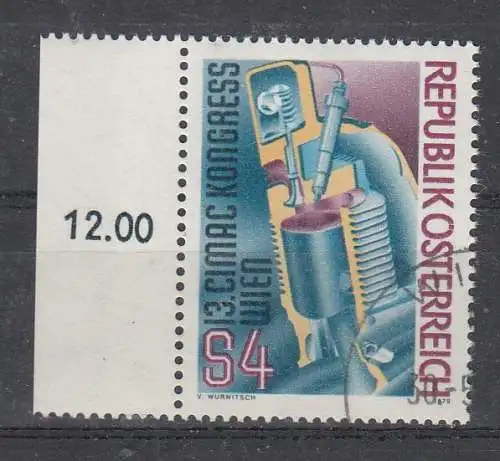 12.00
13. CIMAC KONGRESS
WIEN
S4
REPUBLIK ÖSTERREICH
V. WURNITSCH